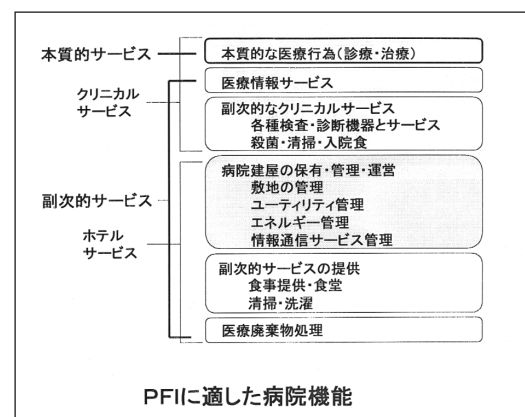 本質的サービス
本質的な医療行為(診療・治療)
医療情報サービス
クリニカル
サービス
副次的なクリニカルサービス
各種検査・診断機器とサービス
殺菌・清掃・入院食
病院建屋の保有・管理・運営
敷地の管理
副次的サービス
ユーティリティ管理
エネルギー管理
情報通信サービス管理
ホテル
サービス
副次的サービスの提供
食事提供・食堂
清掃・洗濯
医療廃棄物処理
PFIに適した病院機能